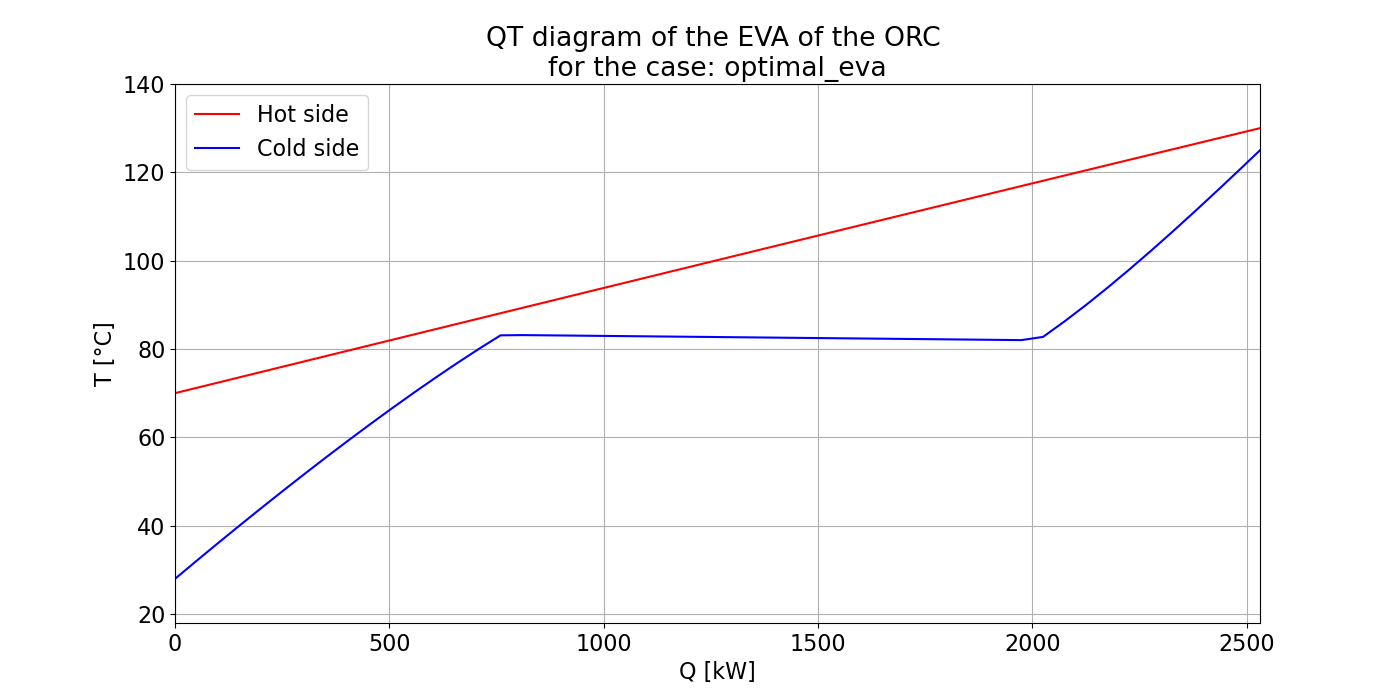 QT diagram of the EVA of the ORC
for the case: optimal_eva
Hot side
Cold side
T [°C]
140
120
100
80
60
40
20
0
500
1000
1500
2000
2500
Q [kW]